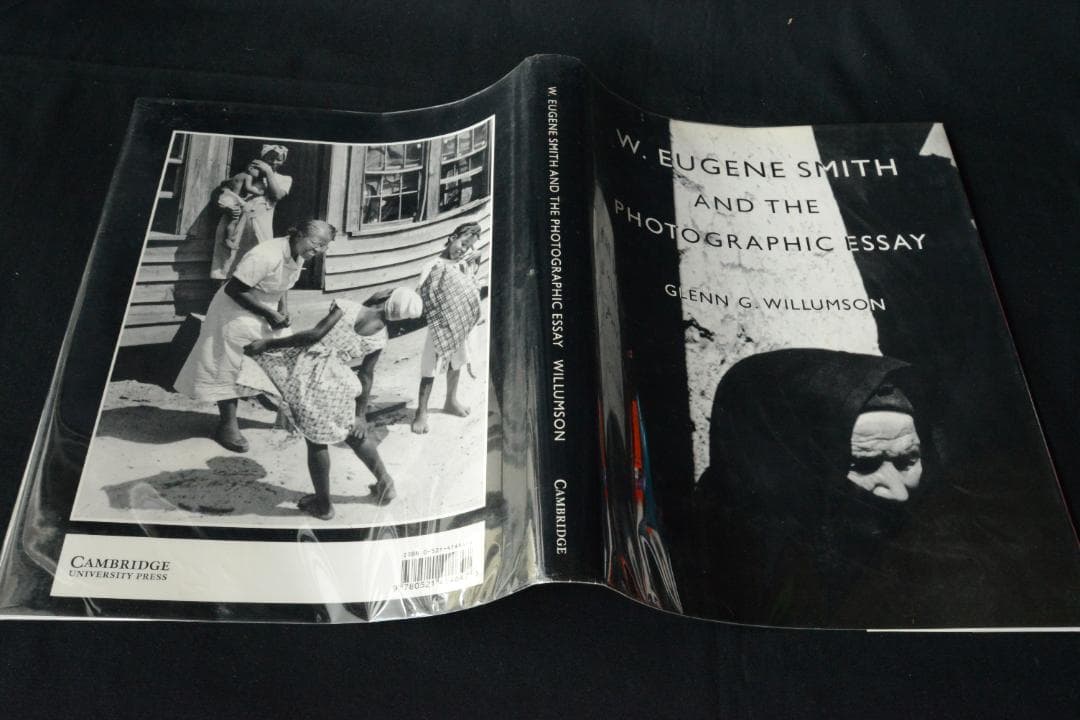 W. EUGENE SMITH
AND THE
PHOTOGRAPHIC ESSAY
GLENN G. WILLUMSON
W. EUGENE SMITH AND THE PHOTOGRAPHIC ESSAY WILLUMSON CAMBRIDGE
CAMBRIDGE
UNIVERSITY PRESS